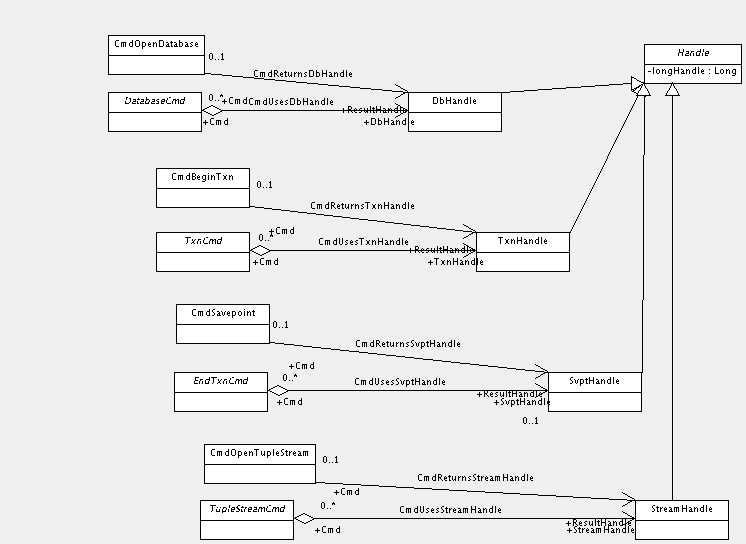 CmdOpenDatabase
Handle
0..1
-longHandle : Long
CmdReturnsDbHandle
DatabaseCmd
0..*
+Cmd
CmdUsesDbHandle
+ResultHandle
DbHandle
+Cmd
+DbHandle
CmdBeginTxn
0..1
CmdReturnsTxnHandle
+Cmd
TxnCmd
0..*
CmdUsesTxnHandle
+ResultHandle
TxnHandle
+Cmd
+TxnHandle
CmdSavepoint
0..1
CmdReturnsSvptHandle
+Cmd
EndTxnCmd
0..*
CmdUsesSvptHandle
SvptHandle
+ResultHandle
+Cmd
+SvptHandle
0..1
CmdOpenTupleStream
0..1
CmdReturnsStreamHandle
+Cmd
TupleStreamCmd
0..*
CmdUsesStreamHandle
StreamHandle
+ResultHandle
+Cmd
+StreamHandle